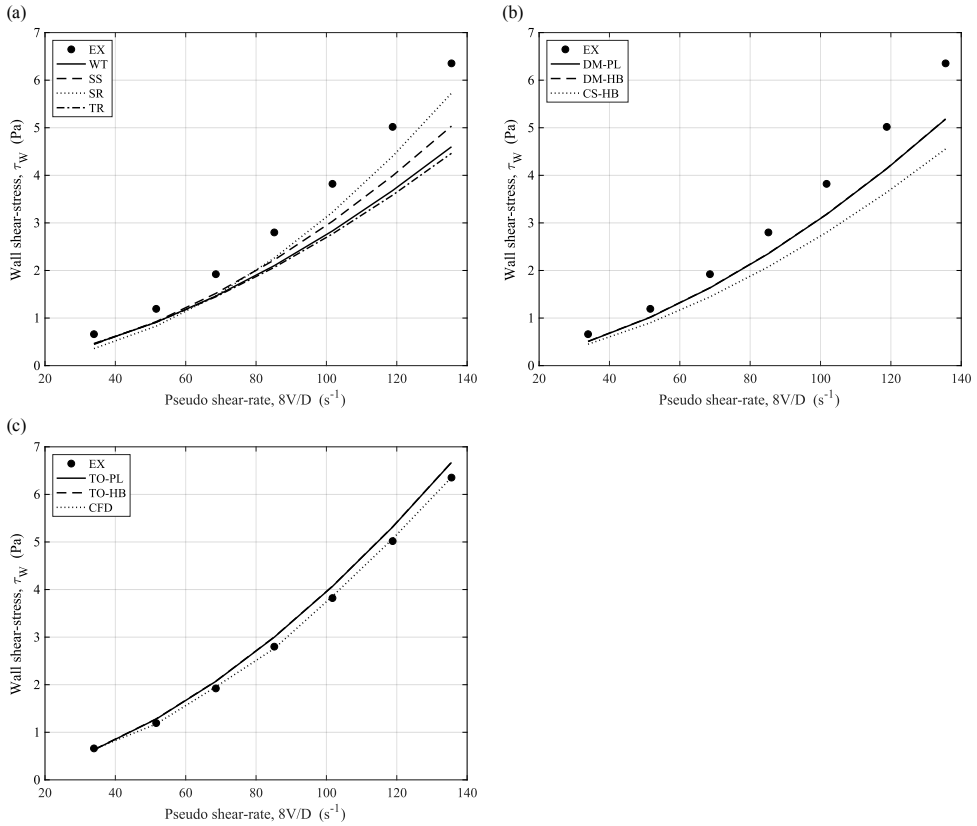 (a)
7
6
5
4
3
2
1
0
Wall shear-stress, τ_W (Pa)
EX
WT
SS
SR
TR
20 40 60 80 100 120 140
Pseudo shear-rate, 8V/D (s⁻¹)
(b)
7
6
5
4
3
2
1
0
Wall shear-stress, τ_W (Pa)
EX
DM-PL
DM-HB
CS-HB
20 40 60 80 100 120 140
Pseudo shear-rate, 8V/D (s⁻¹)
(c)
7
6
5
4
3
2
1
0
Wall shear-stress, τ_W (Pa)
EX
TO-PL
TO-HB
CFD
20 40 60 80 100 120 140
Pseudo shear-rate, 8V/D (s⁻¹)